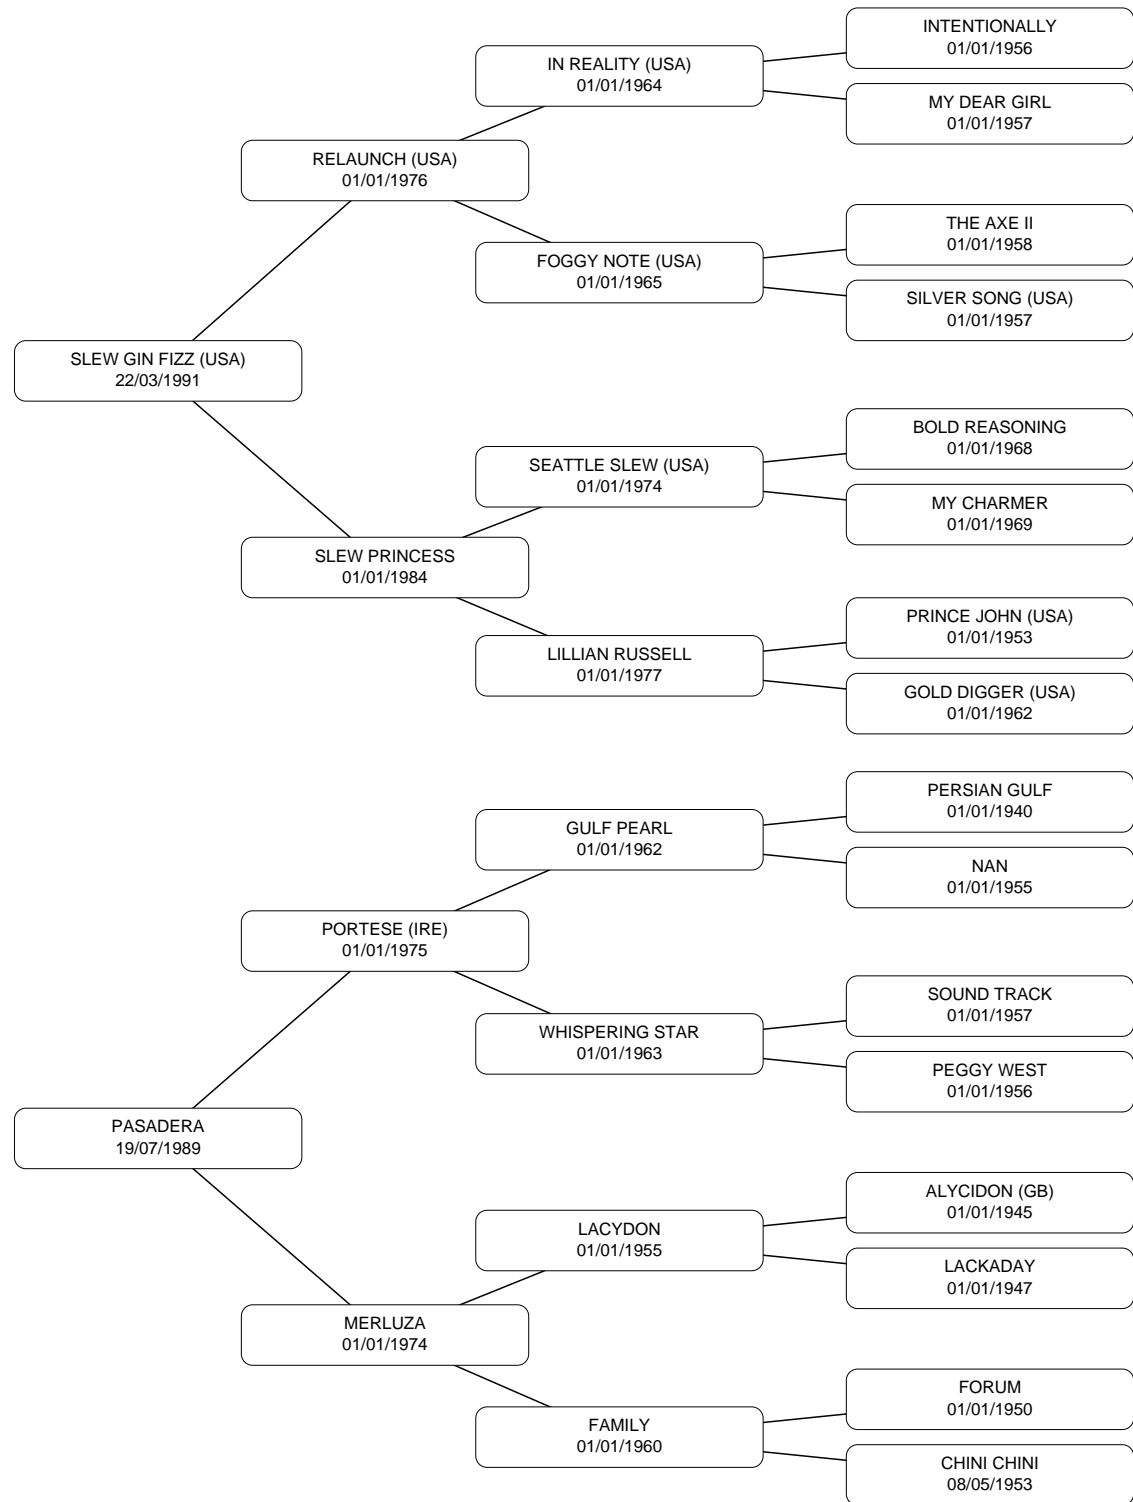 INTENTIONALLY
01/01/1956
IN REALITY (USA)
01/01/1964
MY DEAR GIRL
01/01/1957
RELAUNCH (USA)
01/01/1976
THE AXE II
01/01/1958
FOGGY NOTE (USA)
01/01/1965
SILVER SONG (USA)
01/01/1957
SLEW GIN FIZZ (USA)
22/03/1991
BOLD REASONING
01/01/1968
SEATTLE SLEW (USA)
01/01/1974
MY CHARMER
01/01/1969
SLEW PRINCESS
01/01/1984
PRINCE JOHN (USA)
01/01/1953
LILLIAN RUSSELL
01/01/1977
GOLD DIGGER (USA)
01/01/1962
PERSIAN GULF
01/01/1940
GULF PEARL
01/01/1962
NAN
01/01/1955
PORTESE (IRE)
01/01/1975
SOUND TRACK
01/01/1957
WHISPERING STAR
01/01/1963
PEGGY WEST
01/01/1956
PASADERA
19/07/1989
ALYCIDON (GB)
01/01/1945
LACYDON
01/01/1955
LACKADAY
01/01/1947
MERLUZA
01/01/1974
FORUM
01/01/1950
FAMILY
01/01/1960
CHINI CHINI
08/05/1953